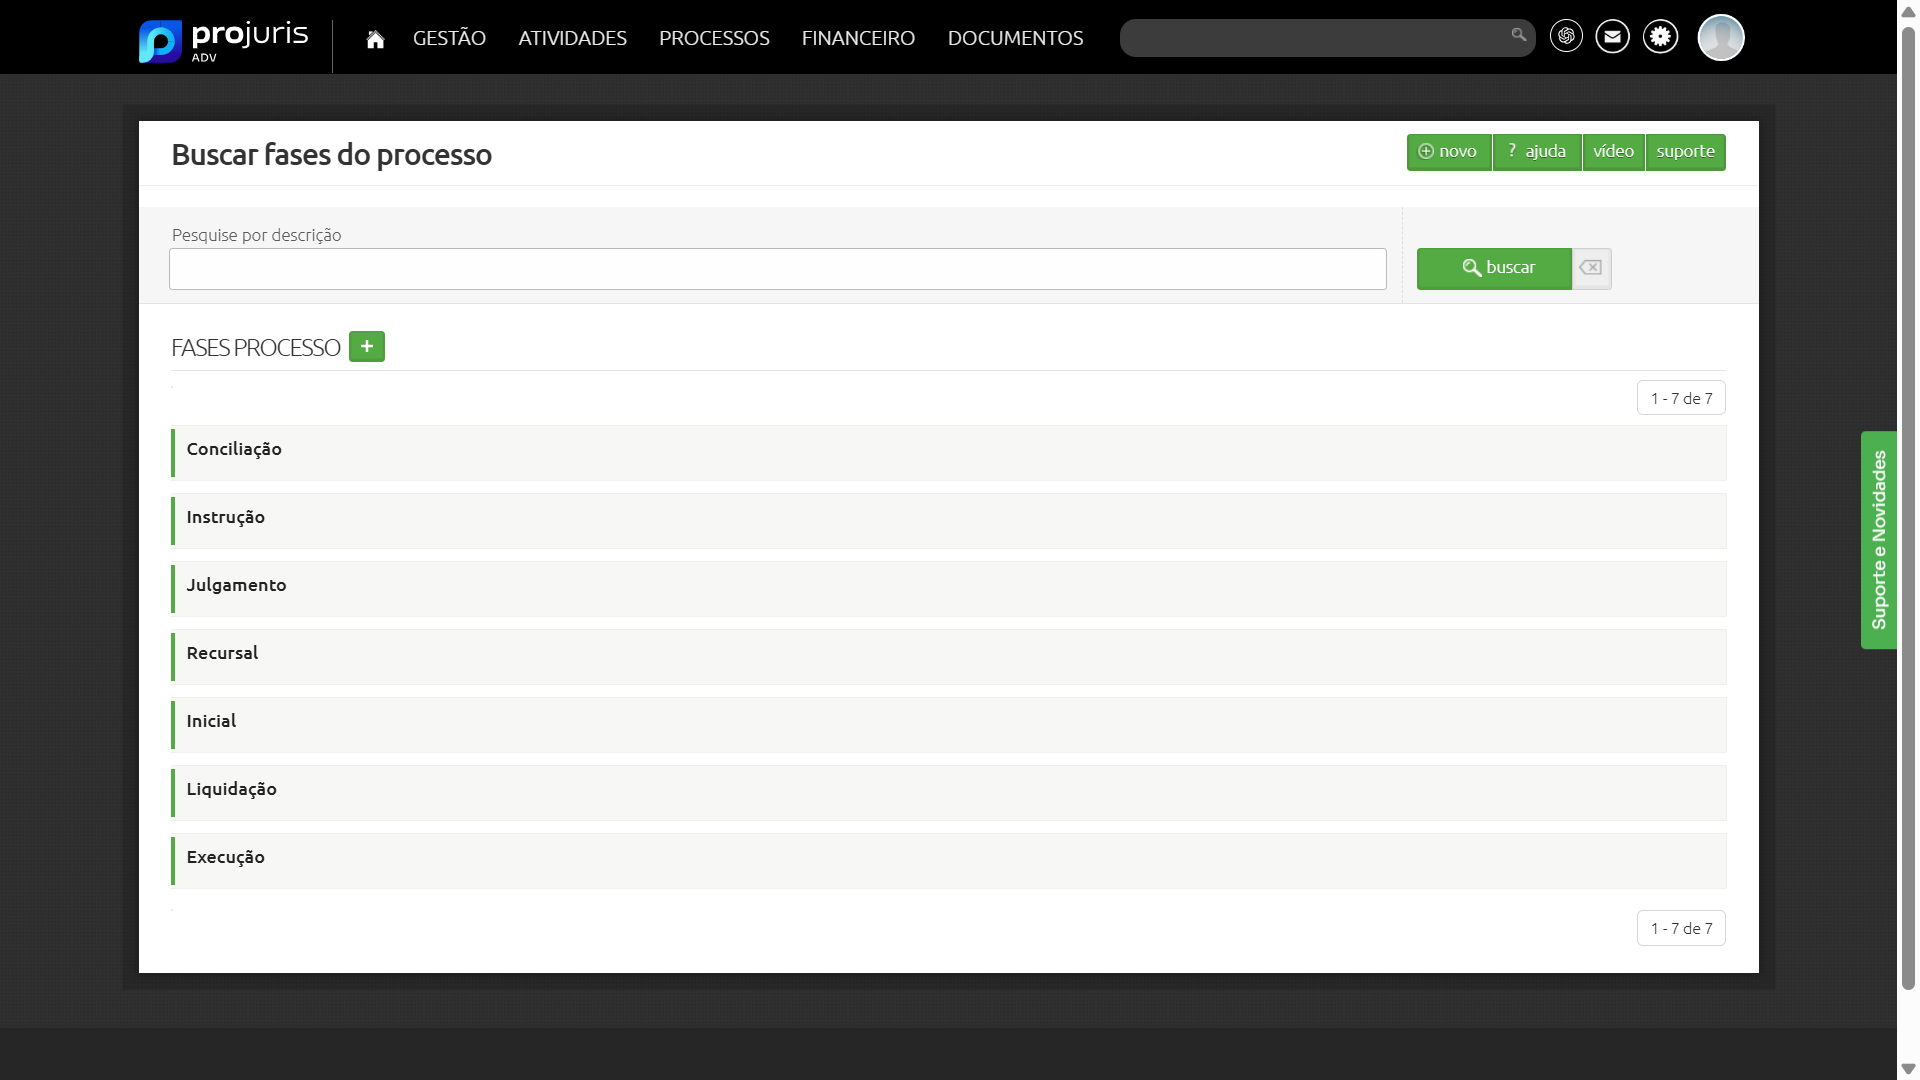 projuris
ADV
GESTÃO
ATIVIDADES
PROCESSOS
FINANCEIRO
DOCUMENTOS
Buscar fases do processo
novo
? ajuda
vídeo
suporte
Pesquise por descrição
buscar
FASES PROCESSO
+
1 - 7 de 7
Conciliação
Instrução
Julgamento
Recursal
Inicial
Liquidação
Execução
1 - 7 de 7
Suporte e Novidades